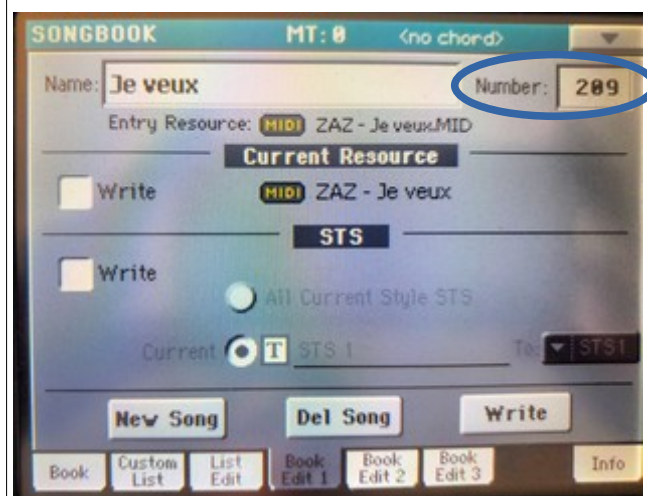 SONGBOOK MT: 0 <no chord>
Name: Je veux Number: 209
Entry Resource: MIDI ZAZ - Je veux.MID
Current Resource
Write MIDI ZAZ - Je veux
STS
Write
All Current Style STS
Current T STS 1 To: STS1
New Song Del Song Write
Book Custom List List Edit Book Edit 1 Book Edit 2 Book Edit 3 Info